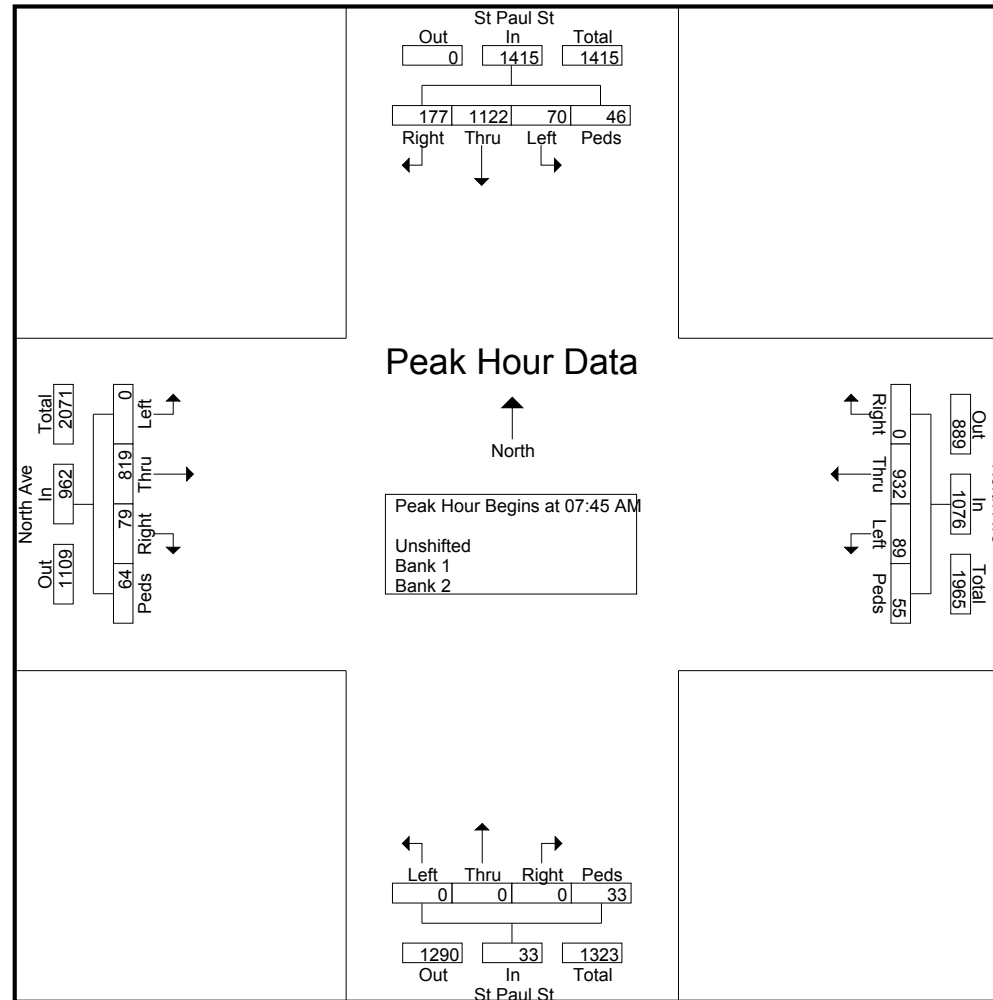 St Paul St
Out In Total
0 1415 1415
177 1122 70 46
Right Thru Left Peds
Peak Hour Data
North
Peak Hour Begins at 07:45 AM
Unshifted
Bank 1
Bank 2
North Ave
Total In Out
2071 962 1109
0 819 79 64
Left Thru Right Peds
Out In Total
889 1076 1965
0 932 89 55
Right Thru Left Peds
Left Thru Right Peds
0 0 0 33
1290 33 1323
Out In Total
St Paul St